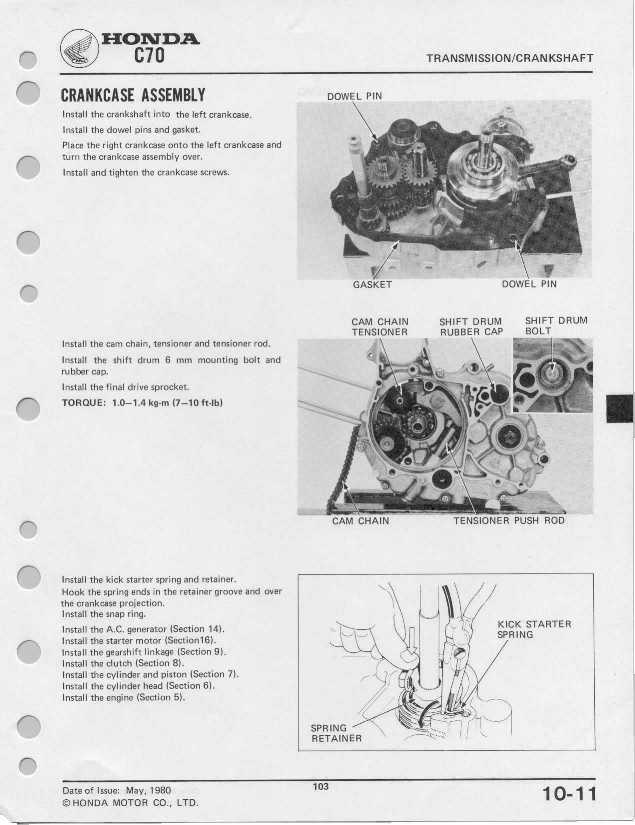 HONDA
C70
TRANSMISSION/CRANKSHAFT
CRANKCASE ASSEMBLY
Install the crankshaft into the left crankcase.
Install the dowel pins and gasket.
Place the right crankcase onto the left crankcase and
turn the crankcase assembly over.
Install and tighten the crankcase screws.
DOWEL PIN
GASKET
DOWEL PIN
Install the cam chain, tensioner and tensioner rod.
Install the shift drum 6 mm mounting bolt and
rubber cap.
Install the final drive sprocket.
TORQUE: 1.0–1.4 kg-m (7–10 ft-lb)
CAM CHAIN
TENSIONER
SHIFT DRUM
RUBBER CAP
SHIFT DRUM
BOLT
CAM CHAIN
TENSIONER PUSH ROD
Install the kick starter spring and retainer.
Hook the spring ends in the retainer groove and over
the crankcase projection.
Install the snap ring.
Install the A.C. generator (Section 14).
Install the starter motor (Section16).
Install the gearshift linkage (Section 9).
Install the clutch (Section 8).
Install the cylinder and piston (Section 7).
Install the cylinder head (Section 6).
Install the engine (Section 5).
KICK STARTER
SPRING
SPRING
RETAINER
Date of Issue: May, 1980
© HONDA MOTOR CO., LTD.
103
10-11